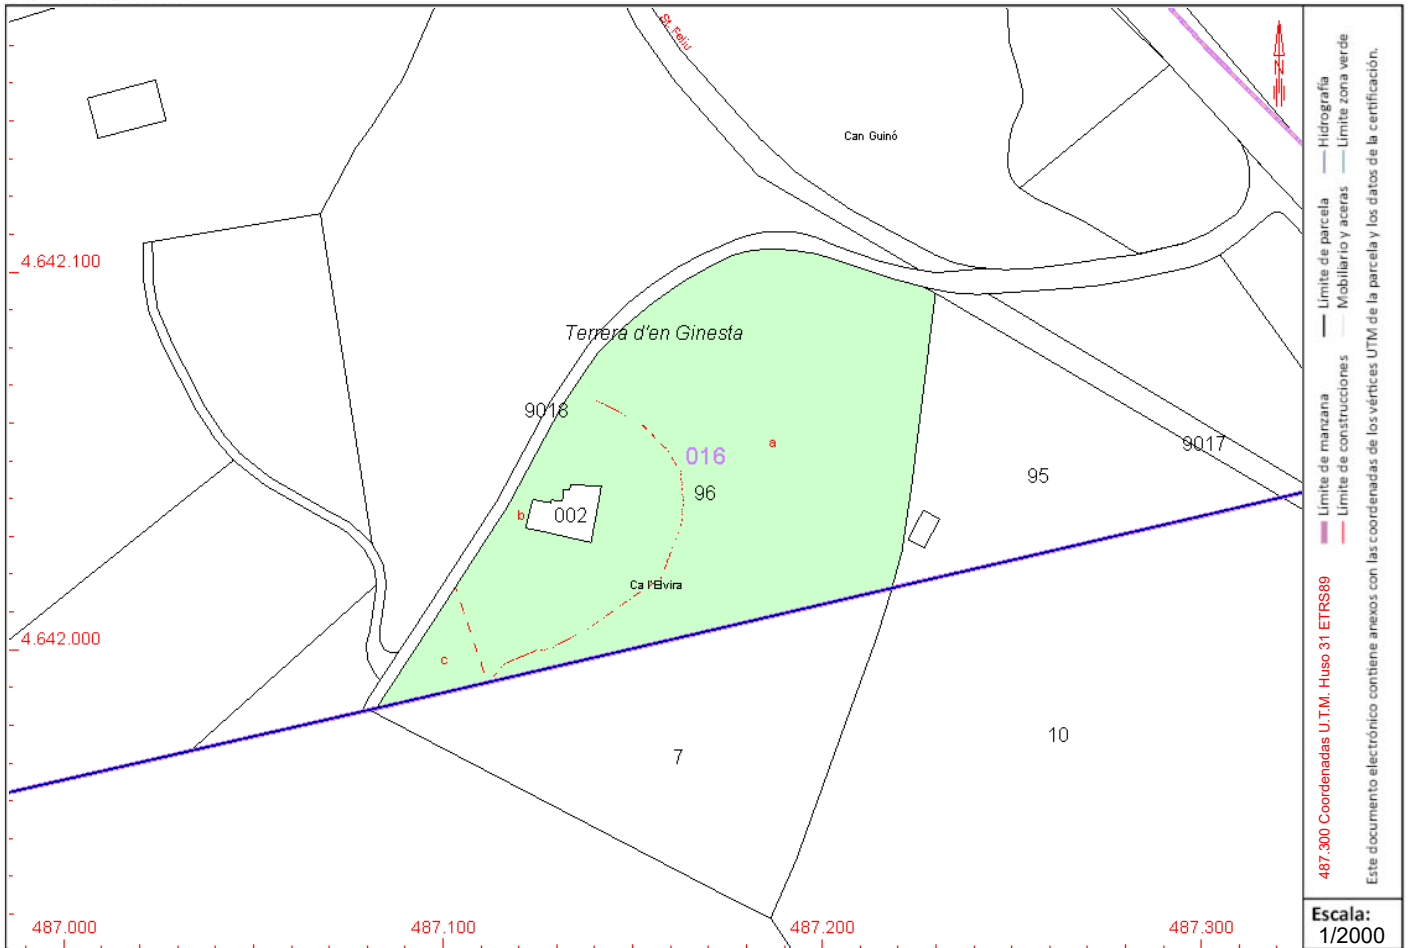 St. Feliu
N
Can Guinó
4.642.100
Terrera d'en Ginesta
9018
a
016
9017
96
95
b
002
Ca l'Elvira
4.642.000
c
7
10
487.000
487.100
487.200
487.300
487.300 Coordenadas U.T.M. Huso 31 ETRS89
Límite de manzana
Límite de parcela
Hidrografía
Límite de construcciones
Mobiliario y aceras
Límite zona verde
Este documento electrónico contiene anexos con las coordenadas de los vértices UTM de la parcela y los datos de la certificación.
Escala:
1/2000